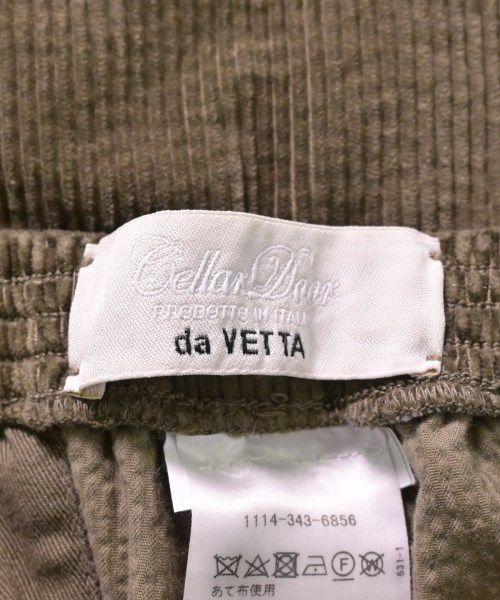 Cellar Door
PRODOTTO IN ITALIA
da VETTA
1114-343-6856
あて布使用
631-1